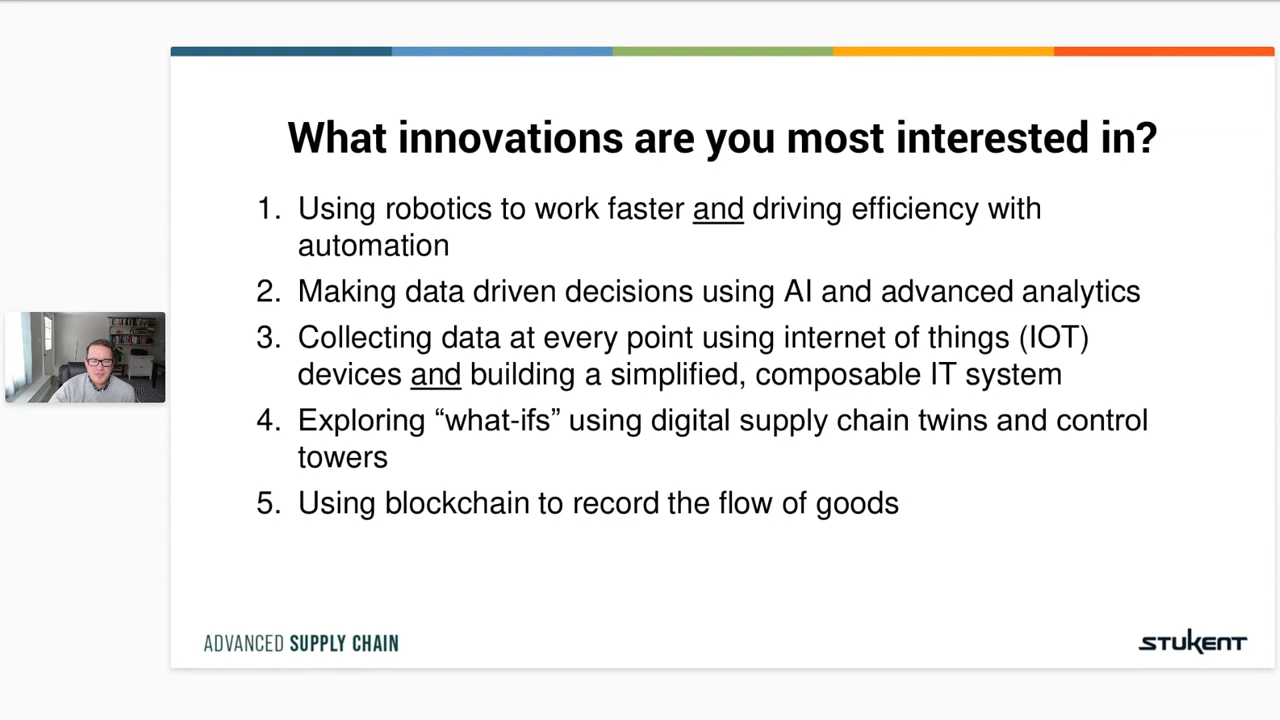 What innovations are you most interested in?
1. Using robotics to work faster and driving efficiency with
automation
2. Making data driven decisions using AI and advanced analytics
3. Collecting data at every point using internet of things (IOT)
devices and building a simplified, composable IT system
4. Exploring “what-ifs” using digital supply chain twins and control
towers
5. Using blockchain to record the flow of goods
ADVANCED SUPPLY CHAIN
STUKENT